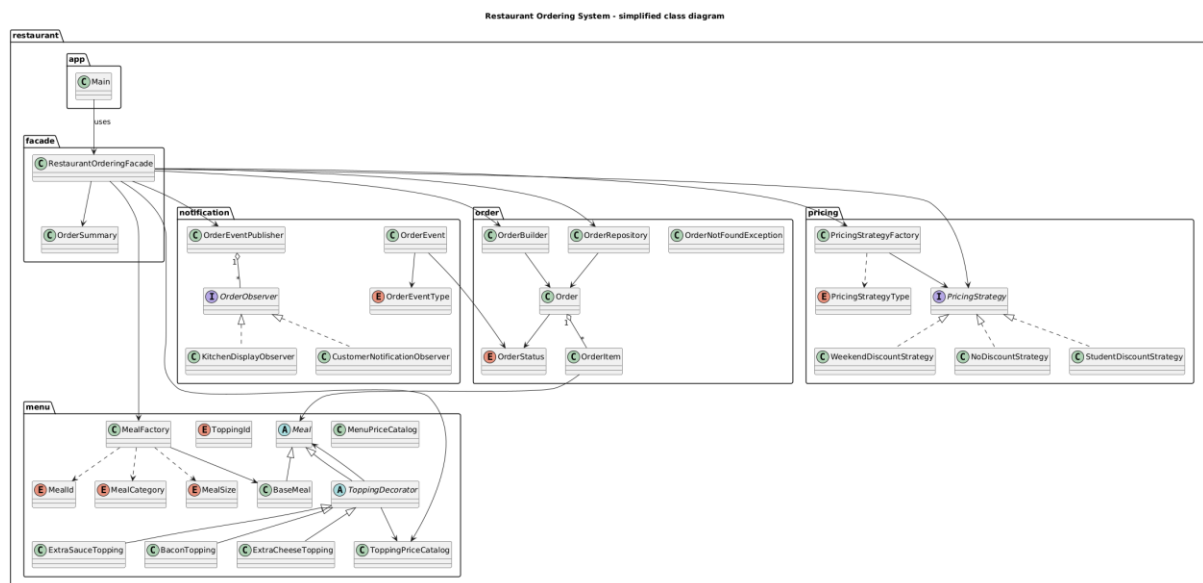 Restaurant Ordering System - simplified class diagram
restaurant
app
C Main
uses
facade
C RestaurantOrderingFacade
C OrderSummary
notification
C OrderEventPublisher
C OrderEvent
1
*
I OrderObserver
E OrderEventType
C KitchenDisplayObserver
C CustomerNotificationObserver
order
C OrderBuilder
C OrderRepository
C OrderNotFoundException
C Order
1
*
E OrderStatus
C OrderItem
pricing
C PricingStrategyFactory
E PricingStrategyType
I PricingStrategy
C WeekendDiscountStrategy
C NoDiscountStrategy
C StudentDiscountStrategy
menu
C MealFactory
E ToppingId
A Meal
C MenuPriceCatalog
E MealId
E MealCategory
E MealSize
C BaseMeal
A ToppingDecorator
C ExtraSauceTopping
C BaconTopping
C ExtraCheeseTopping
C ToppingPriceCatalog